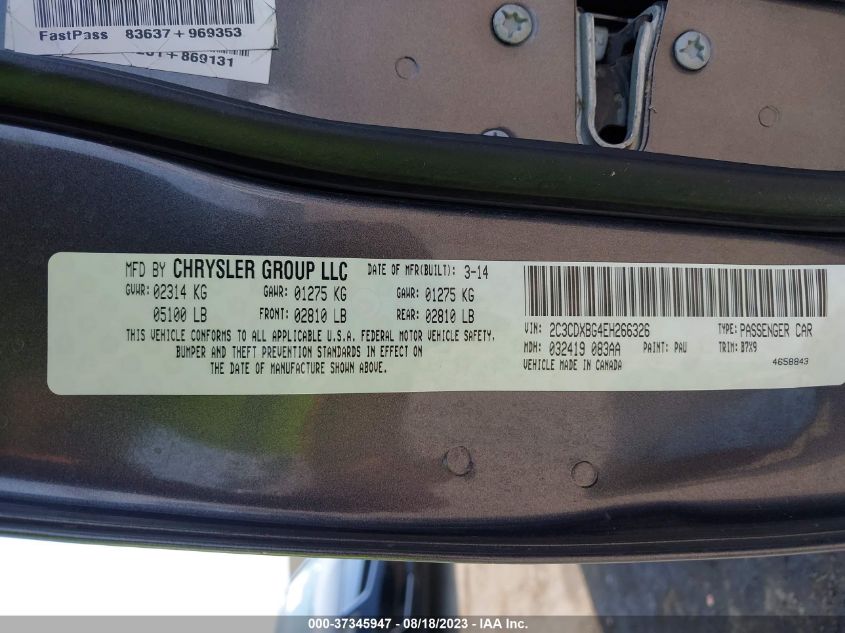 FastPass 83637+969353
+869131
MFD BY CHRYSLER GROUP LLC DATE OF MFR(BUILT): 3-14
GVWR: 02314 KG GAWR: 01275 KG GAWR: 01275 KG
05100 LB FRONT: 02810 LB REAR: 02810 LB
THIS VEHICLE CONFORMS TO ALL APPLICABLE U.S.A. FEDERAL MOTOR VEHICLE SAFETY,
BUMPER AND THEFT PREVENTION STANDARDS IN EFFECT ON
THE DATE OF MANUFACTURE SHOWN ABOVE.
VIN: 2C3CDXBG4EH266326 TYPE: PASSENGER CAR
MDH: 032419 083AA PAINT: PAU TRIM: B7X9
VEHICLE MADE IN CANADA 4658843
000-37345947 - 08/18/2023 - IAA Inc.